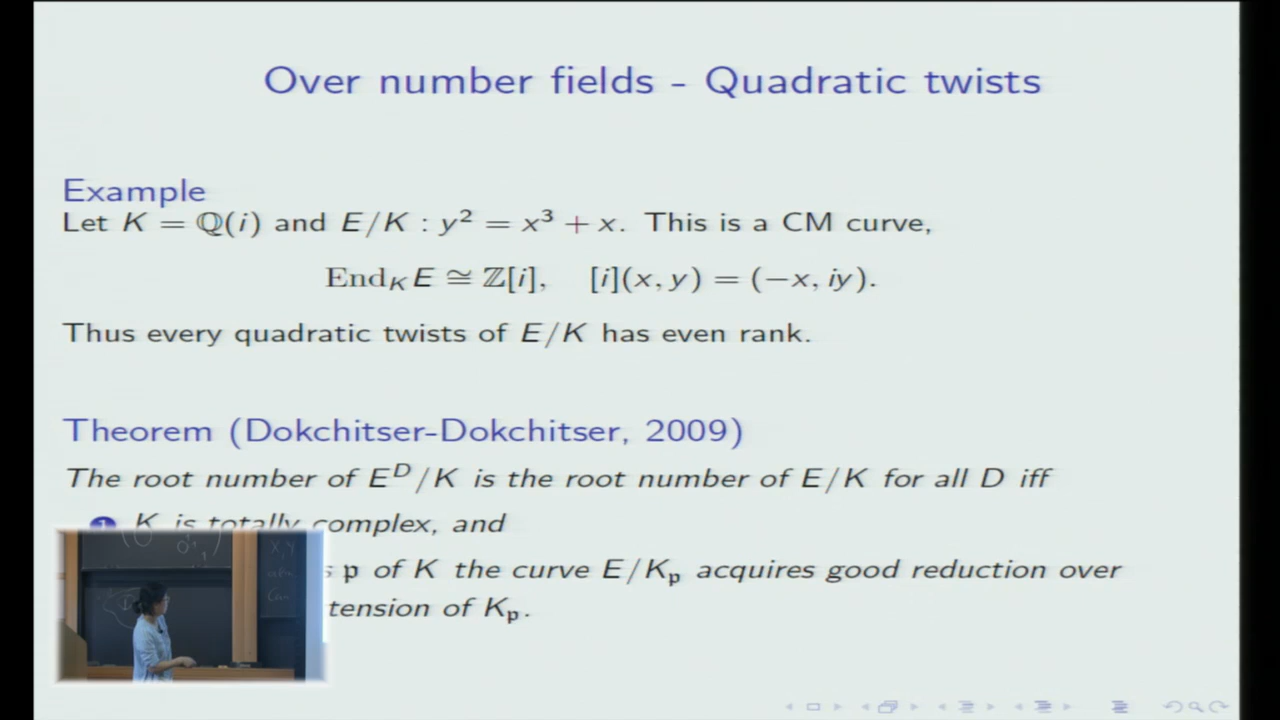 Over number fields - Quadratic twists
Example
Let K = ℚ(i) and E/K : y² = x³ + x. This is a CM curve,
End_K E ≅ ℤ[i], [i](x, y) = (−x, iy).
Thus every quadratic twists of E/K has even rank.
Theorem (Dokchitser-Dokchitser, 2009)
The root number of E^D/K is the root number of E/K for all D iff
1 K is totally complex, and
𝔭 of K the curve E/K_𝔭 acquires good reduction over
tension of K_𝔭.